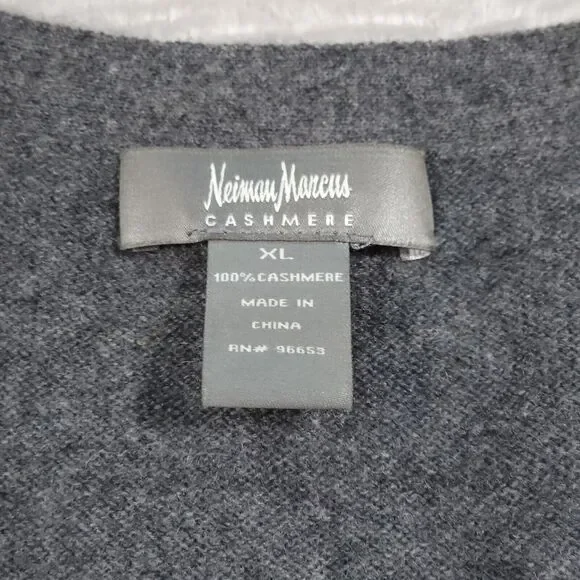 Neiman Marcus
CASHMERE
XL
100% CASHMERE
MADE IN
CHINA
RN# 96653